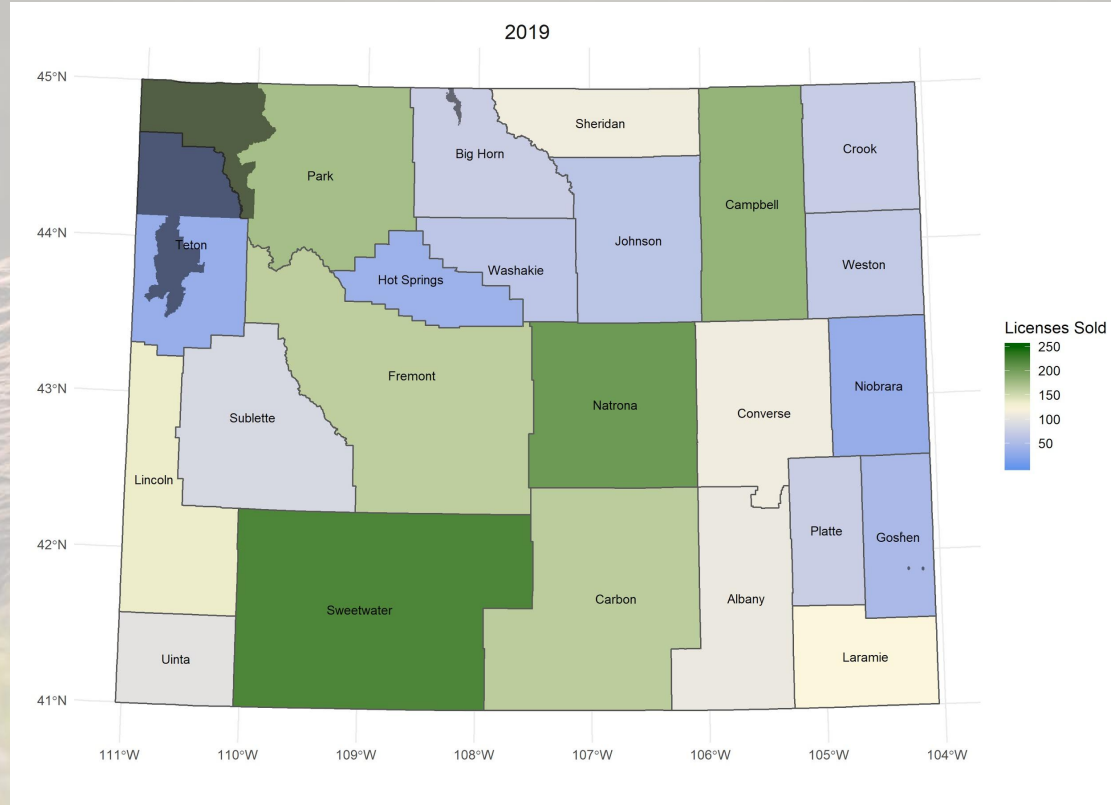 2019
45°N
44°N
43°N
42°N
41°N
Sheridan
Big Horn
Crook
Park
Campbell
Johnson
Teton
Weston
Washakie
Hot Springs
Fremont
Niobrara
Natrona
Converse
Sublette
Lincoln
Platte
Goshen
Carbon
Albany
Sweetwater
Laramie
Uinta
Licenses Sold
250
200
150
100
50
111°W 110°W 109°W 108°W 107°W 106°W 105°W 104°W